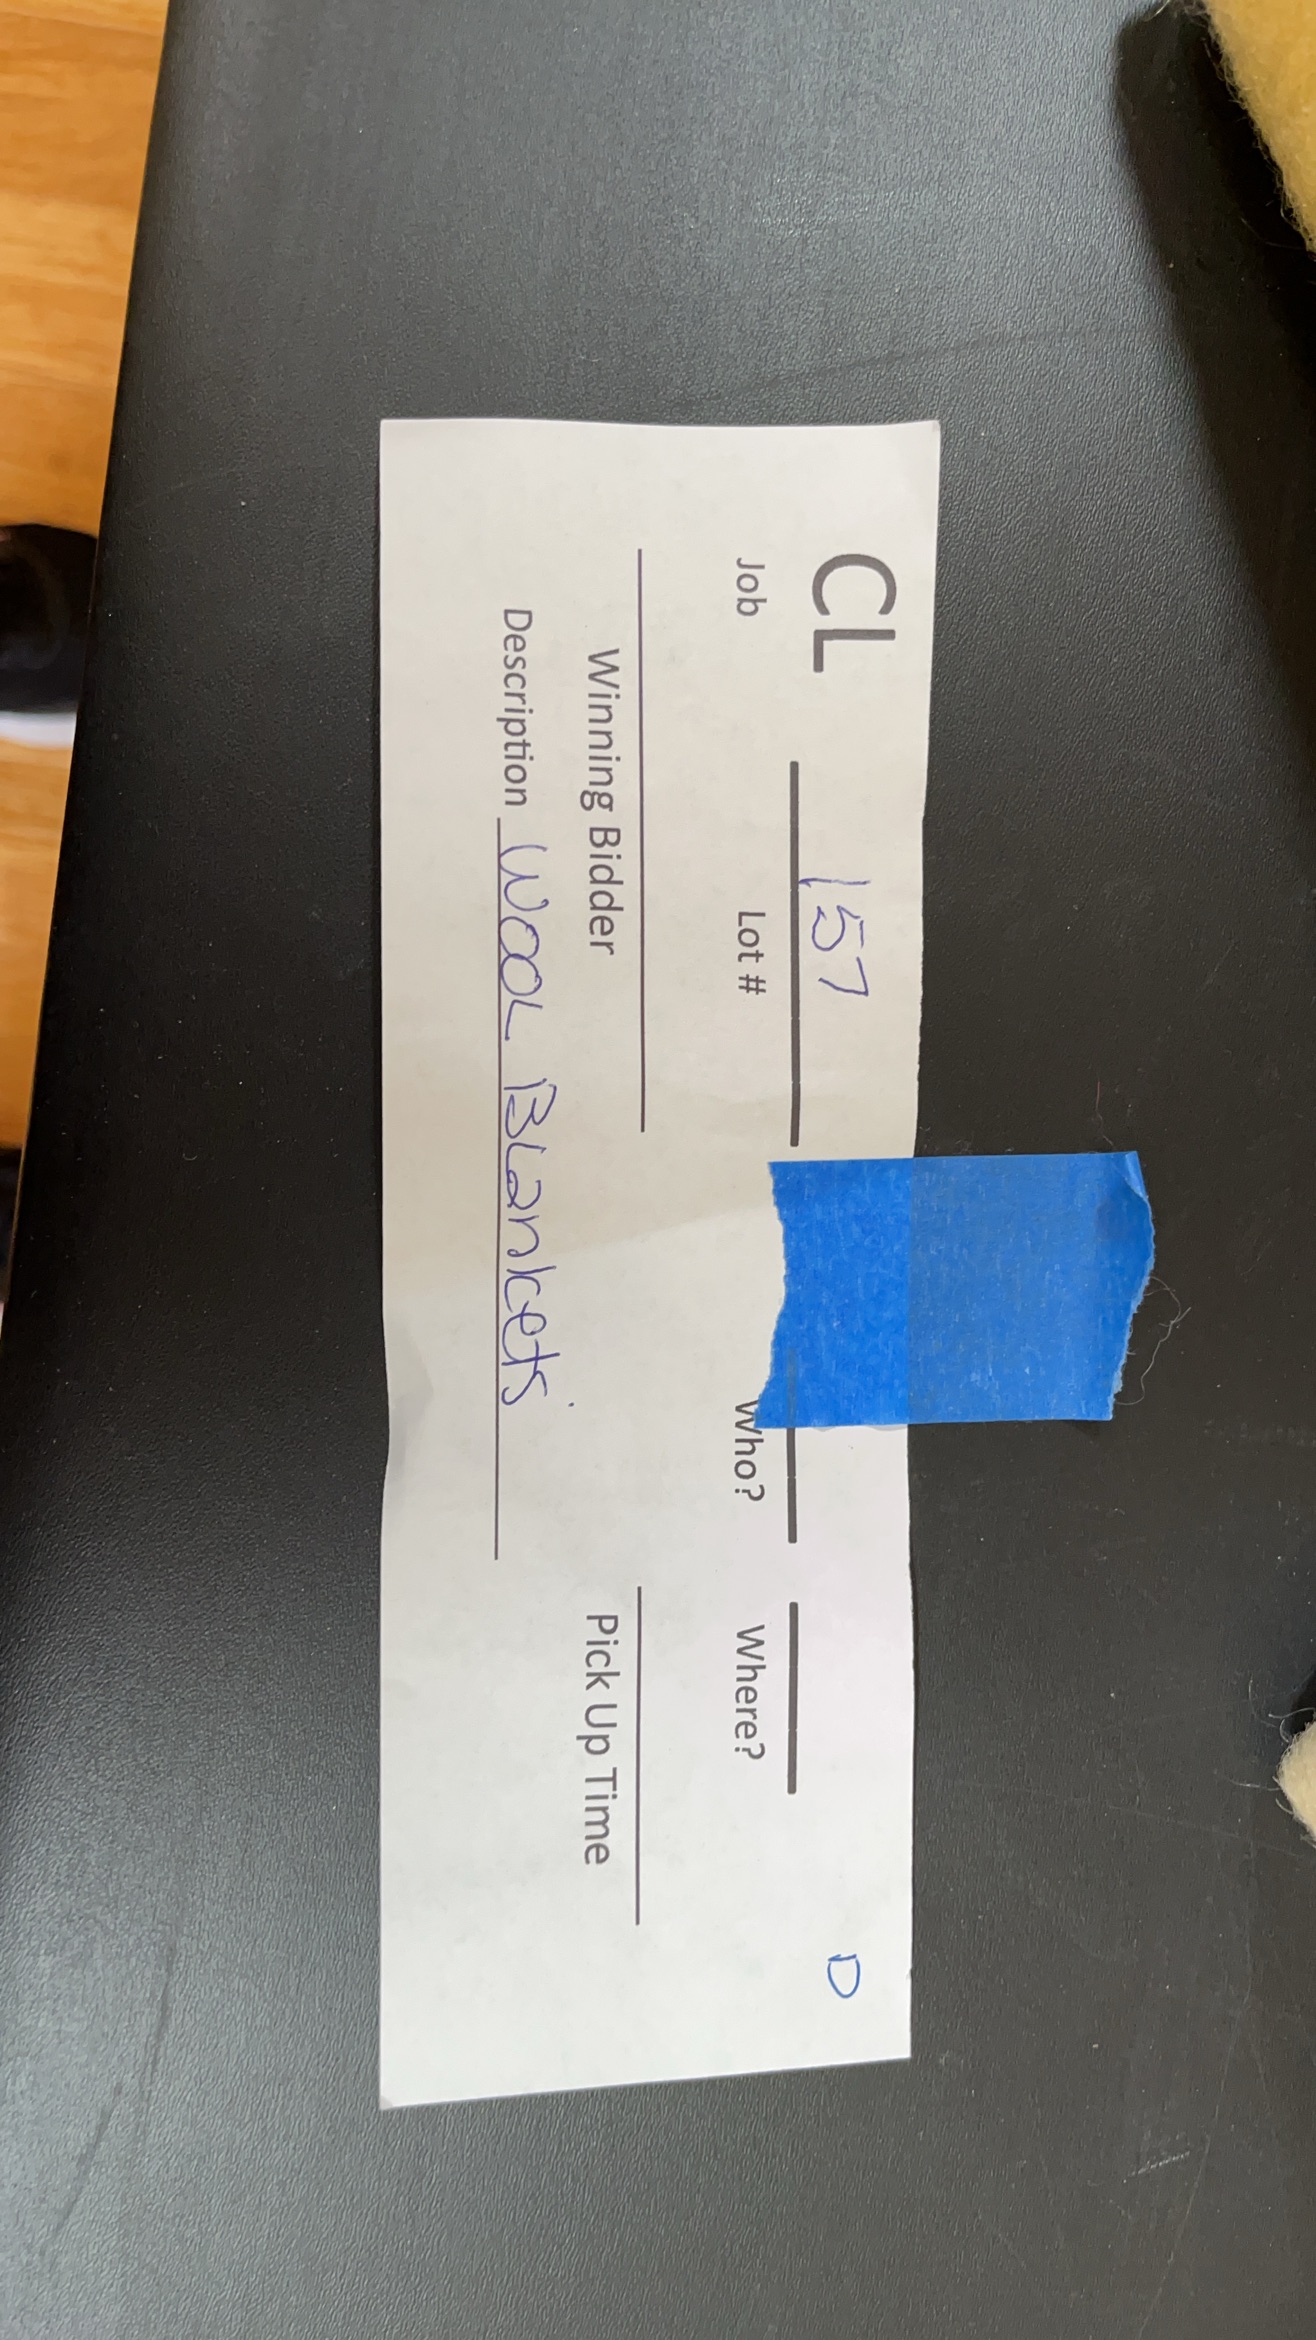 CL 157 D
Job Lot # Who? Where?
Winning Bidder Pick Up Time
Description Wool Blankets